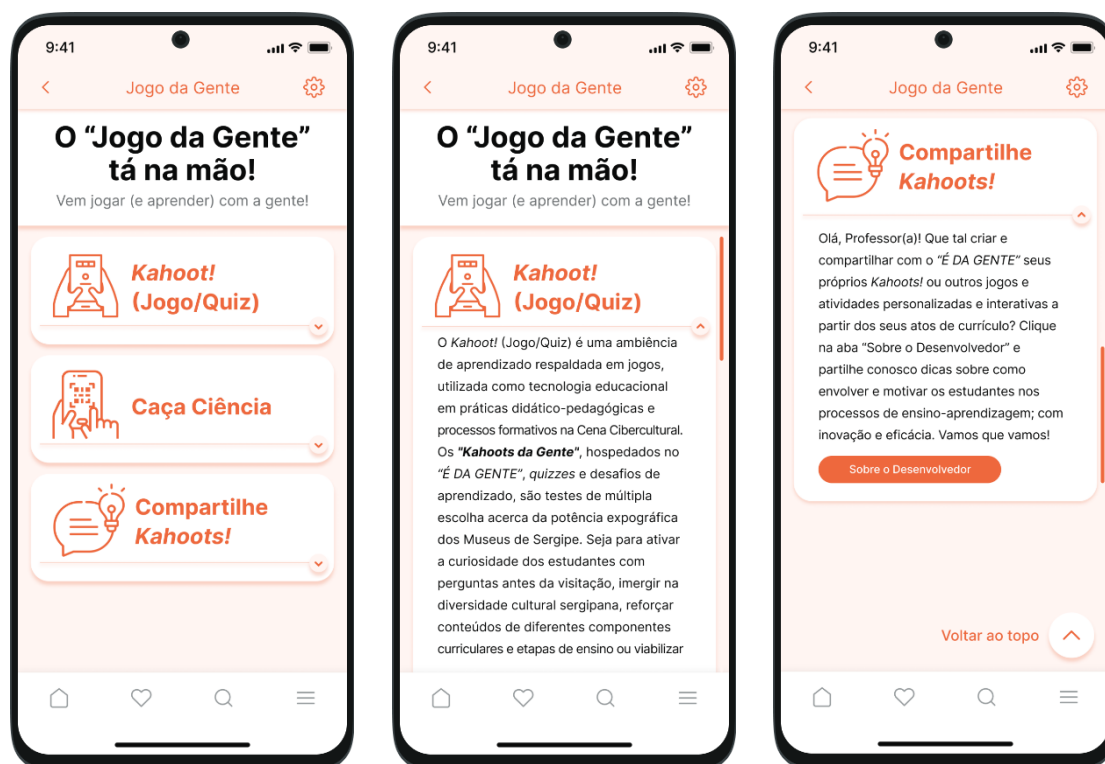 9:41
Jogo da Gente
O “Jogo da Gente”
tá na mão!
Vem jogar (e aprender) com a gente!
Kahoot!
(Jogo/Quiz)
Caça Ciência
Compartilhe
Kahoots!
9:41
Jogo da Gente
O “Jogo da Gente”
tá na mão!
Vem jogar (e aprender) com a gente!
Kahoot!
(Jogo/Quiz)
O Kahoot! (Jogo/Quiz) é uma ambiência
de aprendizado respaldada em jogos,
utilizada como tecnologia educacional
em práticas didático-pedagógicas e
processos formativos na Cena Cibercultural.
Os "Kahoots da Gente", hospedados no
“É DA GENTE”, quizzes e desafios de
aprendizado, são testes de múltipla
escolha acerca da potência expográfica
dos Museus de Sergipe. Seja para ativar
a curiosidade dos estudantes com
perguntas antes da visitação, imergir na
diversidade cultural sergipana, reforçar
conteúdos de diferentes componentes
curriculares e etapas de ensino ou viabilizar
9:41
Jogo da Gente
Compartilhe
Kahoots!
Olá, Professor(a)! Que tal criar e
compartilhar com o “É DA GENTE” seus
próprios Kahoots! ou outros jogos e
atividades personalizadas e interativas a
partir dos seus atos de currículo? Clique
na aba “Sobre o Desenvolvedor” e
partilhe conosco dicas sobre como
envolver e motivar os estudantes nos
processos de ensino-aprendizagem; com
inovação e eficácia. Vamos que vamos!
Sobre o Desenvolvedor
Voltar ao topo